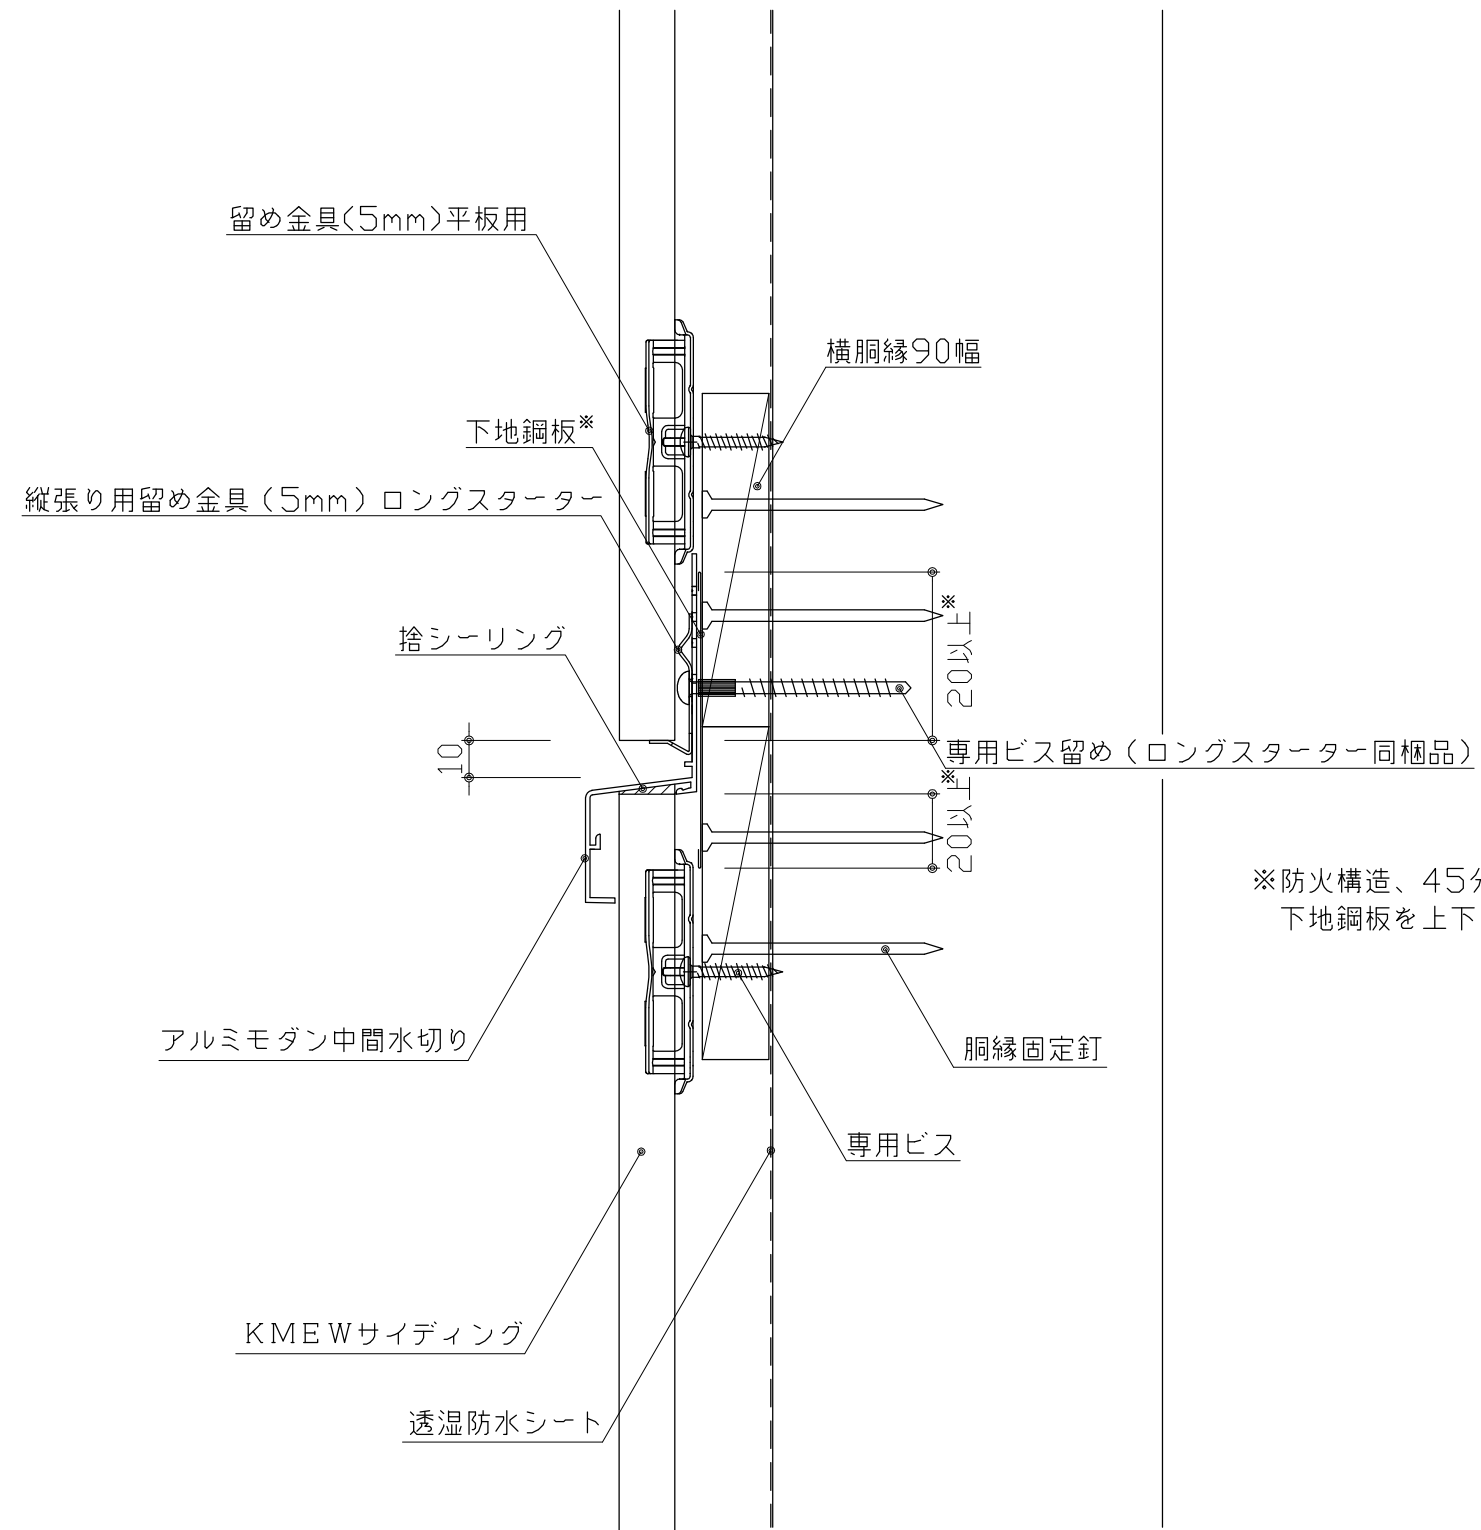 留め金具(5mm)平板用
横胴縁90幅
下地鋼板※
縦張り用留め金具(5mm)ロングスターター
捨シーリング
20以上※
10
専用ビス留め(ロングスターター同梱品)
20以上※
※防火構造、45
下地鋼板を上下
アルミモダン中間水切り
胴縁固定釘
専用ビス
KMEWサイディング
透湿防水シート